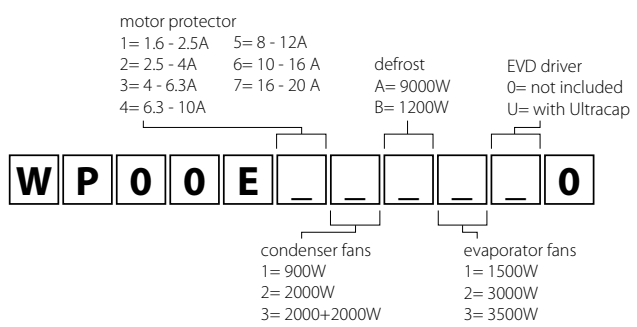 motor protector
1= 1.6 - 2.5A 5= 8 - 12A
2= 2.5 - 4A 6= 10 - 16 A
3= 4 - 6.3A 7= 16 - 20 A
4= 6.3 - 10A
defrost
A= 9000W
B= 1200W
EVD driver
0= not included
U= with Ultracap
W P 0 0 E _ _ _ _ _ 0
condenser fans
1= 900W
2= 2000W
3= 2000+2000W
evaporator fans
1= 1500W
2= 3000W
3= 3500W